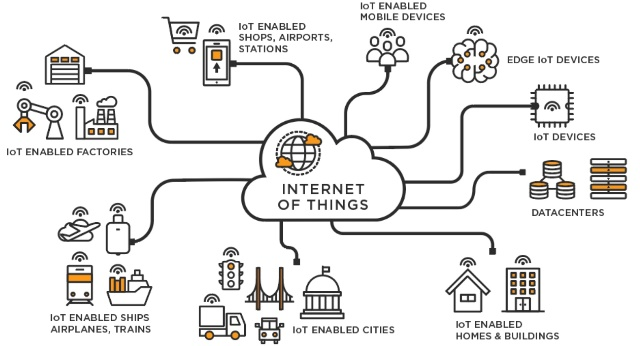 IoT ENABLED
MOBILE DEVICES
IoT ENABLED
SHOPS, AIRPORTS,
STATIONS
EDGE IoT DEVICES
IoT DEVICES
IoT ENABLED FACTORIES
INTERNET
OF THINGS
DATACENTERS
IoT ENABLED SHIPS
AIRPLANES, TRAINS
IoT ENABLED CITIES
IoT ENABLED
HOMES & BUILDINGS